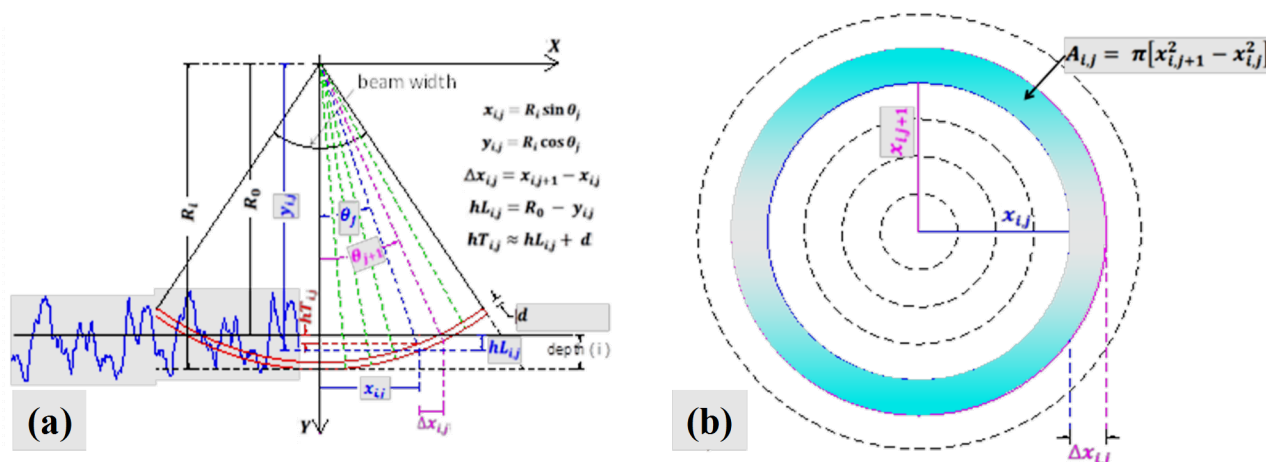 X
beam width
x_{i,j} = R_i sin θ_j
y_{i,j} = R_i cos θ_j
Δx_{i,j} = x_{i,j+1} − x_{i,j}
hL_{i,j} = R_0 − y_{i,j}
hT_{i,j} ≈ hL_{i,j} + d
R_i
R_0
y_{i,j}
θ_j
θ_{j+1}
hT_{i,j}
d
depth (i)
hL_{i,j}
x_{i,j}
Δx_{i,j}
Y
(a)
A_{i,j} = π[x²_{i,j+1} − x²_{i,j}]
x_{i,j+1}
x_{i,j}
Δx_{i,j}
(b)